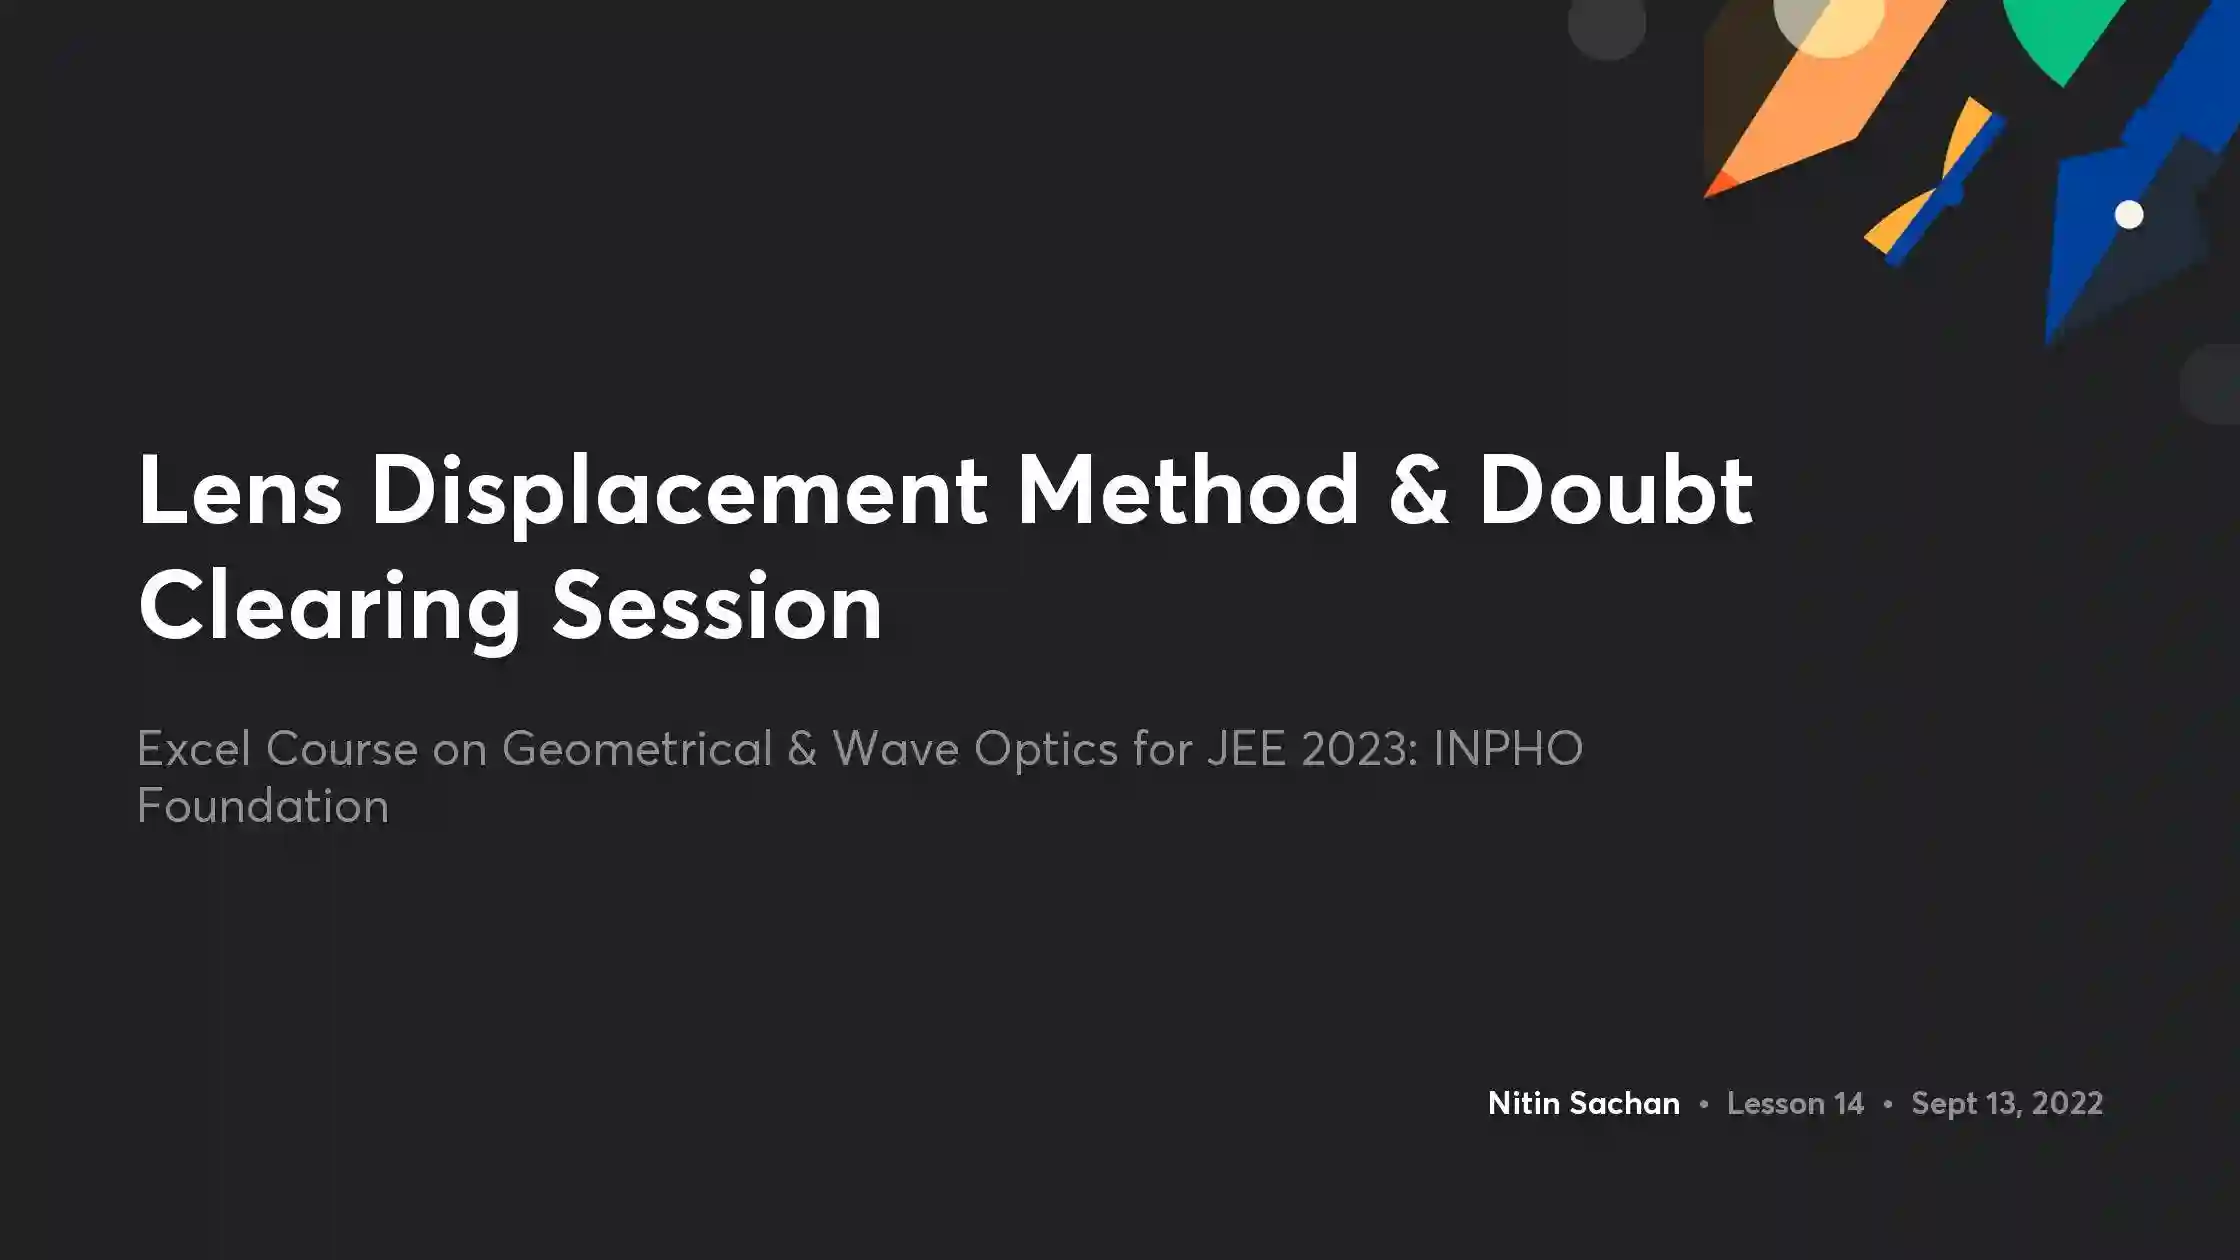 Lens Displacement Method & Doubt
Clearing Session
Excel Course on Geometrical & Wave Optics for JEE 2023: INPHO
Foundation
Nitin Sachan • Lesson 14 • Sept 13, 2022